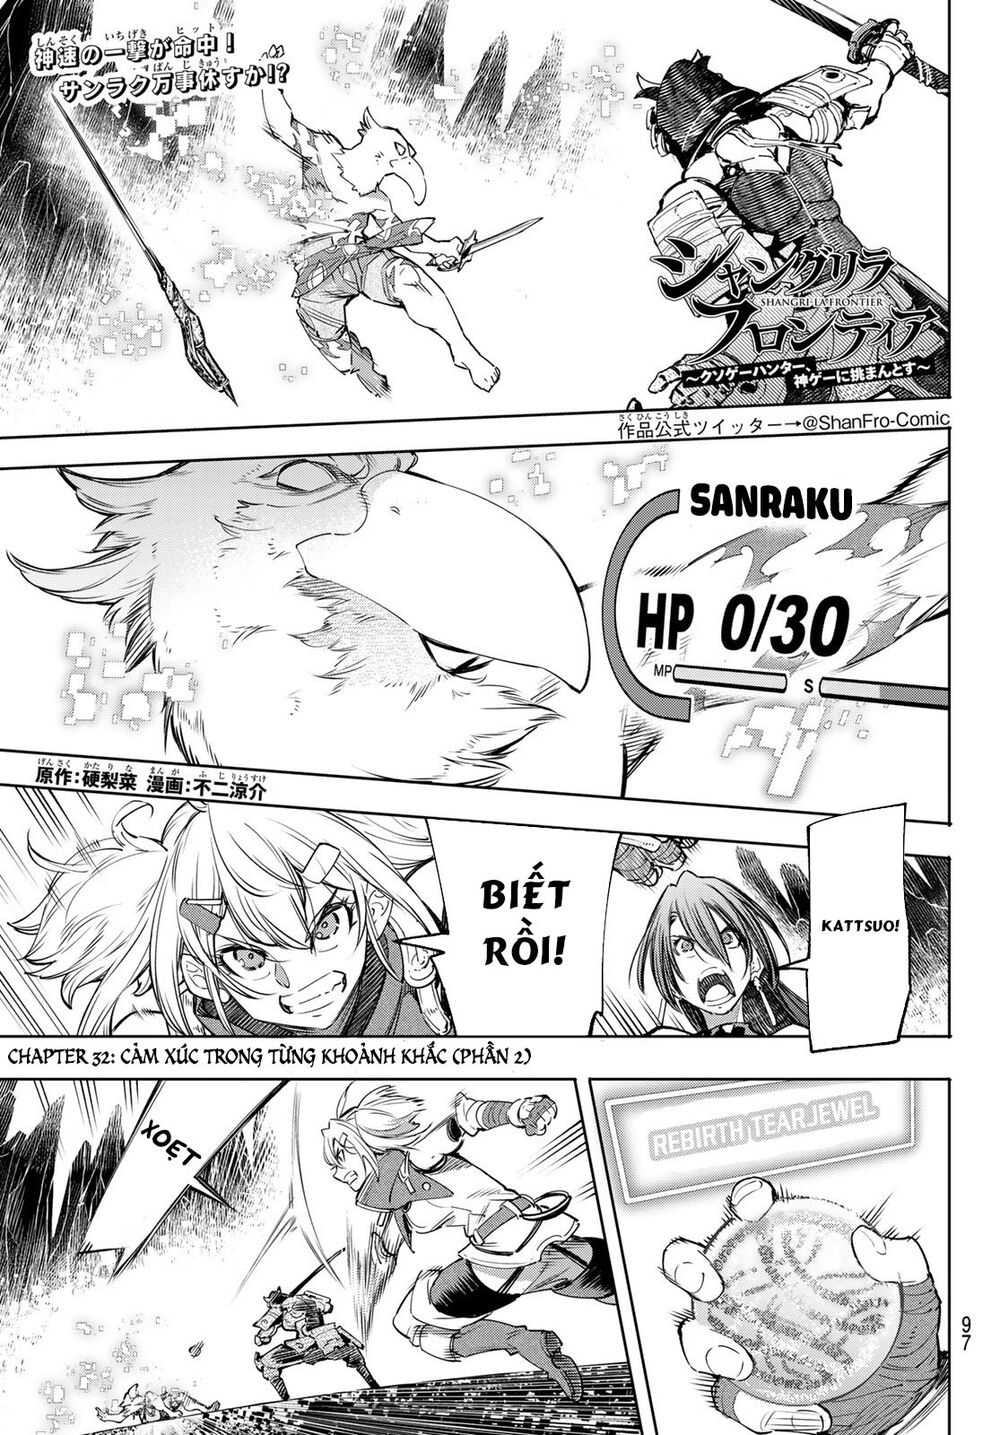 神速の一撃が命中!
サンラク万事休すか!?
シャングリラ
SHANGRI-LA FRONTIER
フロンティア
～クソゲーハンター、
神ゲーに挑まんとす～
作品公式ツイッター→@ShanFro-Comic
SANRAKU
HP 0/30
MP
S
原作:硬梨菜 漫画:不二涼介
KATTSUO!
BIẾT
RỒI!
CHAPTER 32: CẢM XÚC TRONG TỪNG KHOẢNH KHẮC (PHẦN 2)
XOẸT
REBIRTH TEARJEWEL
97